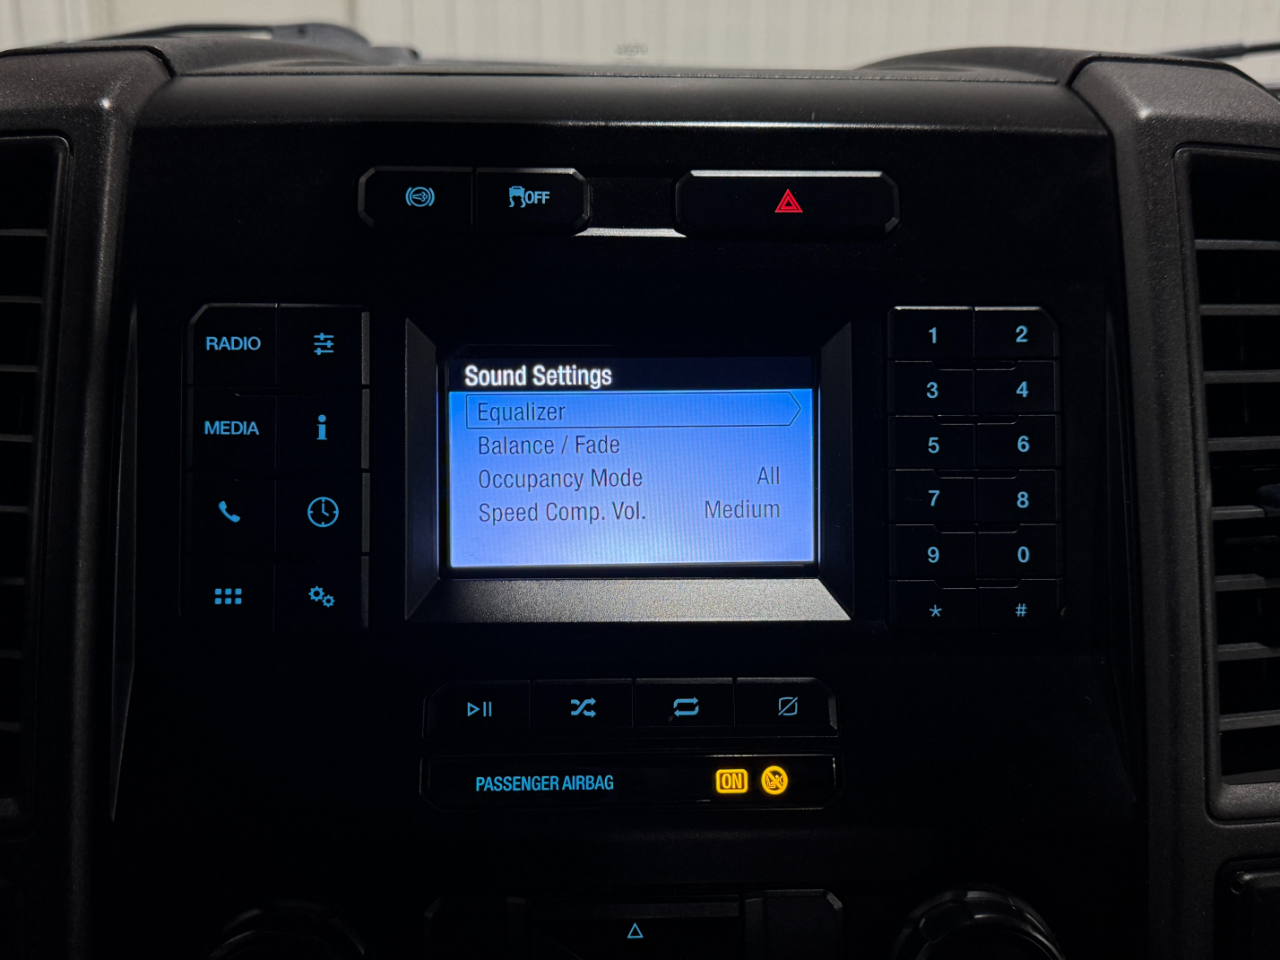 OFF
RADIO
MEDIA
Sound Settings
Equalizer
Balance / Fade
Occupancy Mode All
Speed Comp. Vol. Medium
1 2
3 4
5 6
7 8
9 0
* #
PASSENGER AIRBAG ON